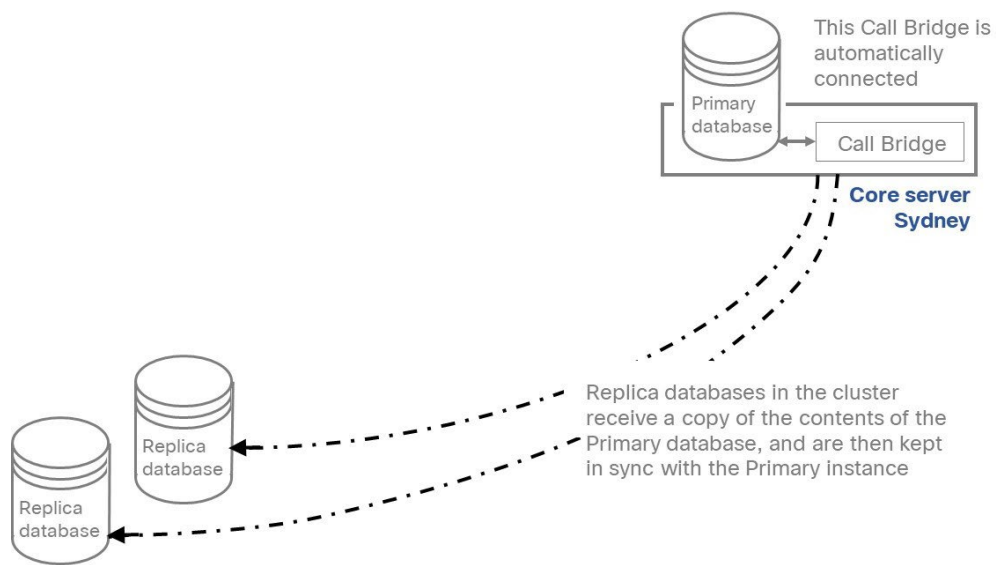 This Call Bridge is
automatically
connected
Primary
database
Call Bridge
Core server
Sydney
Replica databases in the cluster
receive a copy of the contents of the
Primary database, and are then kept
in sync with the Primary instance
Replica
database
Replica
database